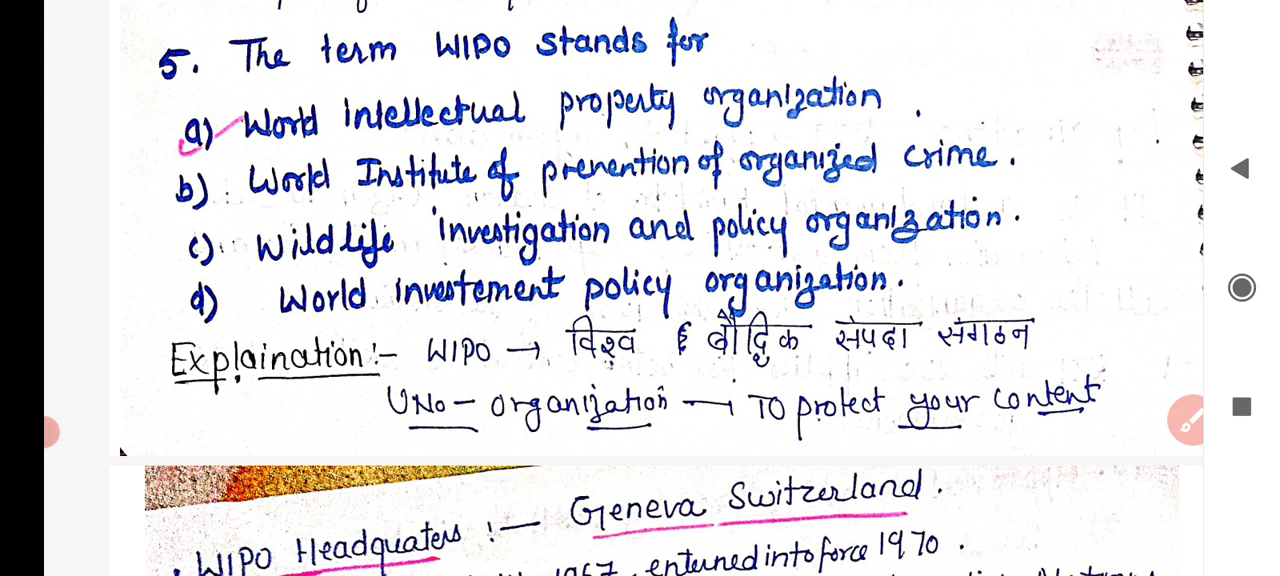 5. The term WIPO stands for
a) World intellectual property organization.
b). World Institute of prenention of organized crime.
c). Wildlife investigation and policy organization.
d) World investement policy organization.
Explaination:- WIPO → विश्व बौद्धिक संपदा संगठन
UNO - organization → To protect your content
. WIPO Headquaters :- Geneva Switzerland.
1967, entered into force 1970.